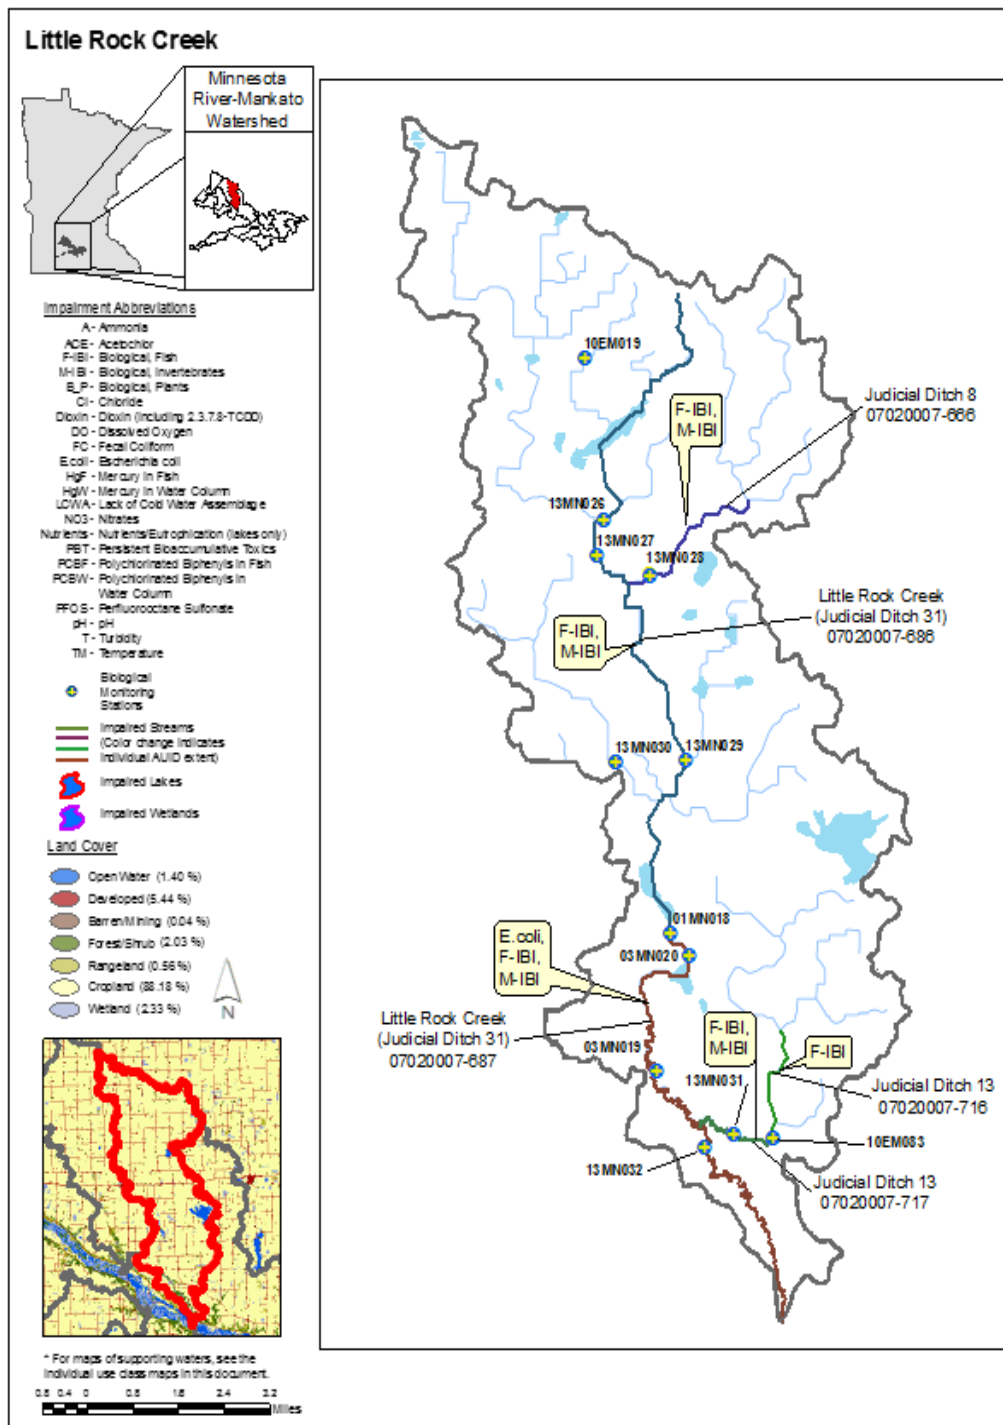 Little Rock Creek
Minnesota
River-Mankato
Watershed
Impairment Abbreviations
A - Ammonia
ACE - Acetochlor
F-IBI - Biological, Fish
M-IBI - Biological, Invertebrates
B_P - Biological, Plants
Cl - Chloride
Dioxin - Dioxin (Including 2.3.7.8-TCDD)
DO - Dissolved Oxygen
FC - Fecal Coliform
E.coli - Escherichia coli
HgF - Mercury in Fish
HgW - Mercury in Water Column
LCWA - Lack of Cold Water Assemblage
NO3 - Nitrates
Nutrients - Nutrients/Eutrophication (lakes only)
PBT - Persistent Bioaccumulative Toxics
PCBF - Polychlorinated Biphenyls in Fish
PCBW - Polychlorinated Biphenyls in
Water Column
PFOS - Perfluorooctane Sulfonate
pH - pH
T - Turbidity
TM - Temperature
Biological
Monitoring
Stations
Impaired Streams
(Color change indicates
Individual AUID extent)
Impaired Lakes
Impaired Wetlands
Land Cover
Open Water (1.40 %)
Developed (5.44 %)
Barren/Mining (0.04 %)
Forest/Shrub (2.03 %)
Rangeland (0.56 %)
Cropland (88.18 %)
Wetland (2.33 %)
N
* For maps of supporting waters, see the
individual use class maps in this document.
0.8 0.4 0 0.8 1.6 2.4 3.2
Miles
10EM019
F-IBI,
M-IBI
Judicial Ditch 8
07020007-666
13MN026
13MN027
13MN028
F-IBI,
M-IBI
Little Rock Creek
(Judicial Ditch 31)
07020007-686
13MN030
13MN029
01MN018
03MN020
E.coli,
F-IBI,
M-IBI
Little Rock Creek
(Judicial Ditch 31)
07020007-687
03MN019
F-IBI,
M-IBI
F-IBI
13MN031
Judicial Ditch 13
07020007-716
10EM083
13MN032
Judicial Ditch 13
07020007-717